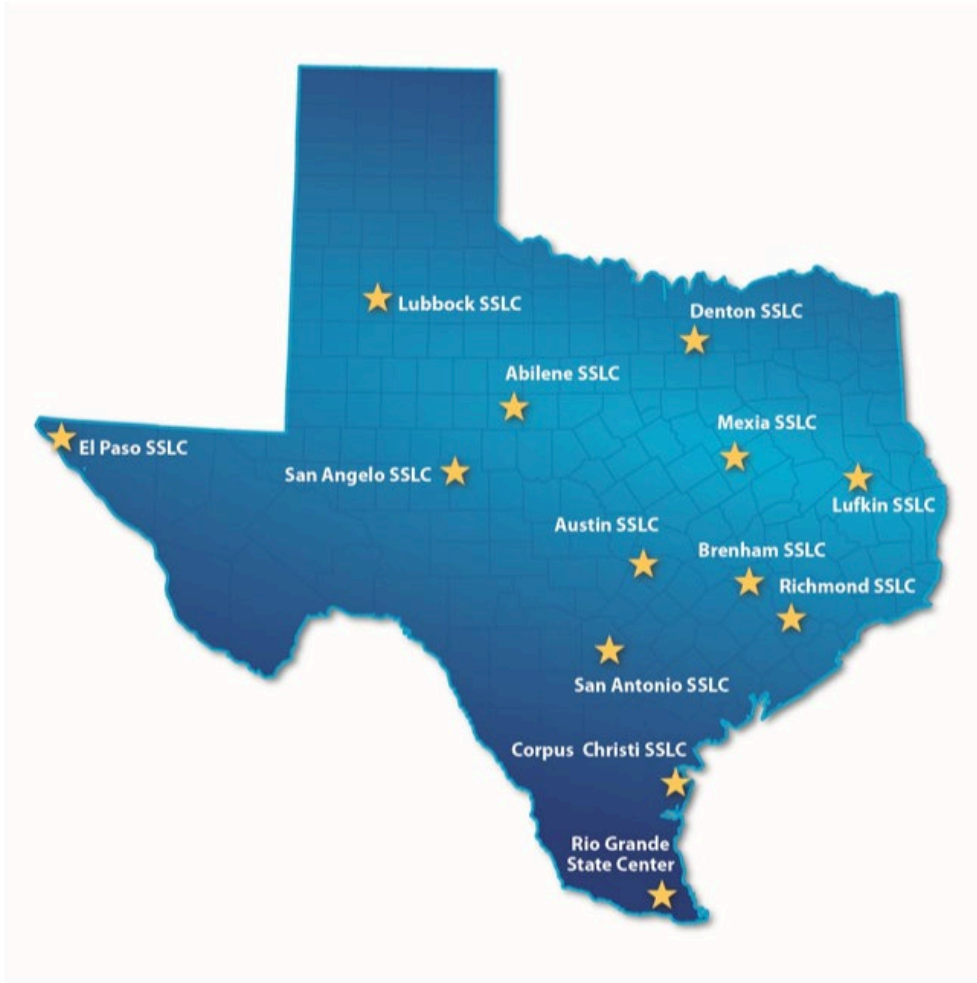 Lubbock SSLC
Denton SSLC
Abilene SSLC
Mexia SSLC
El Paso SSLC
San Angelo SSLC
Lufkin SSLC
Austin SSLC
Brenham SSLC
Richmond SSLC
San Antonio SSLC
Corpus Christi SSLC
Rio Grande
State Center